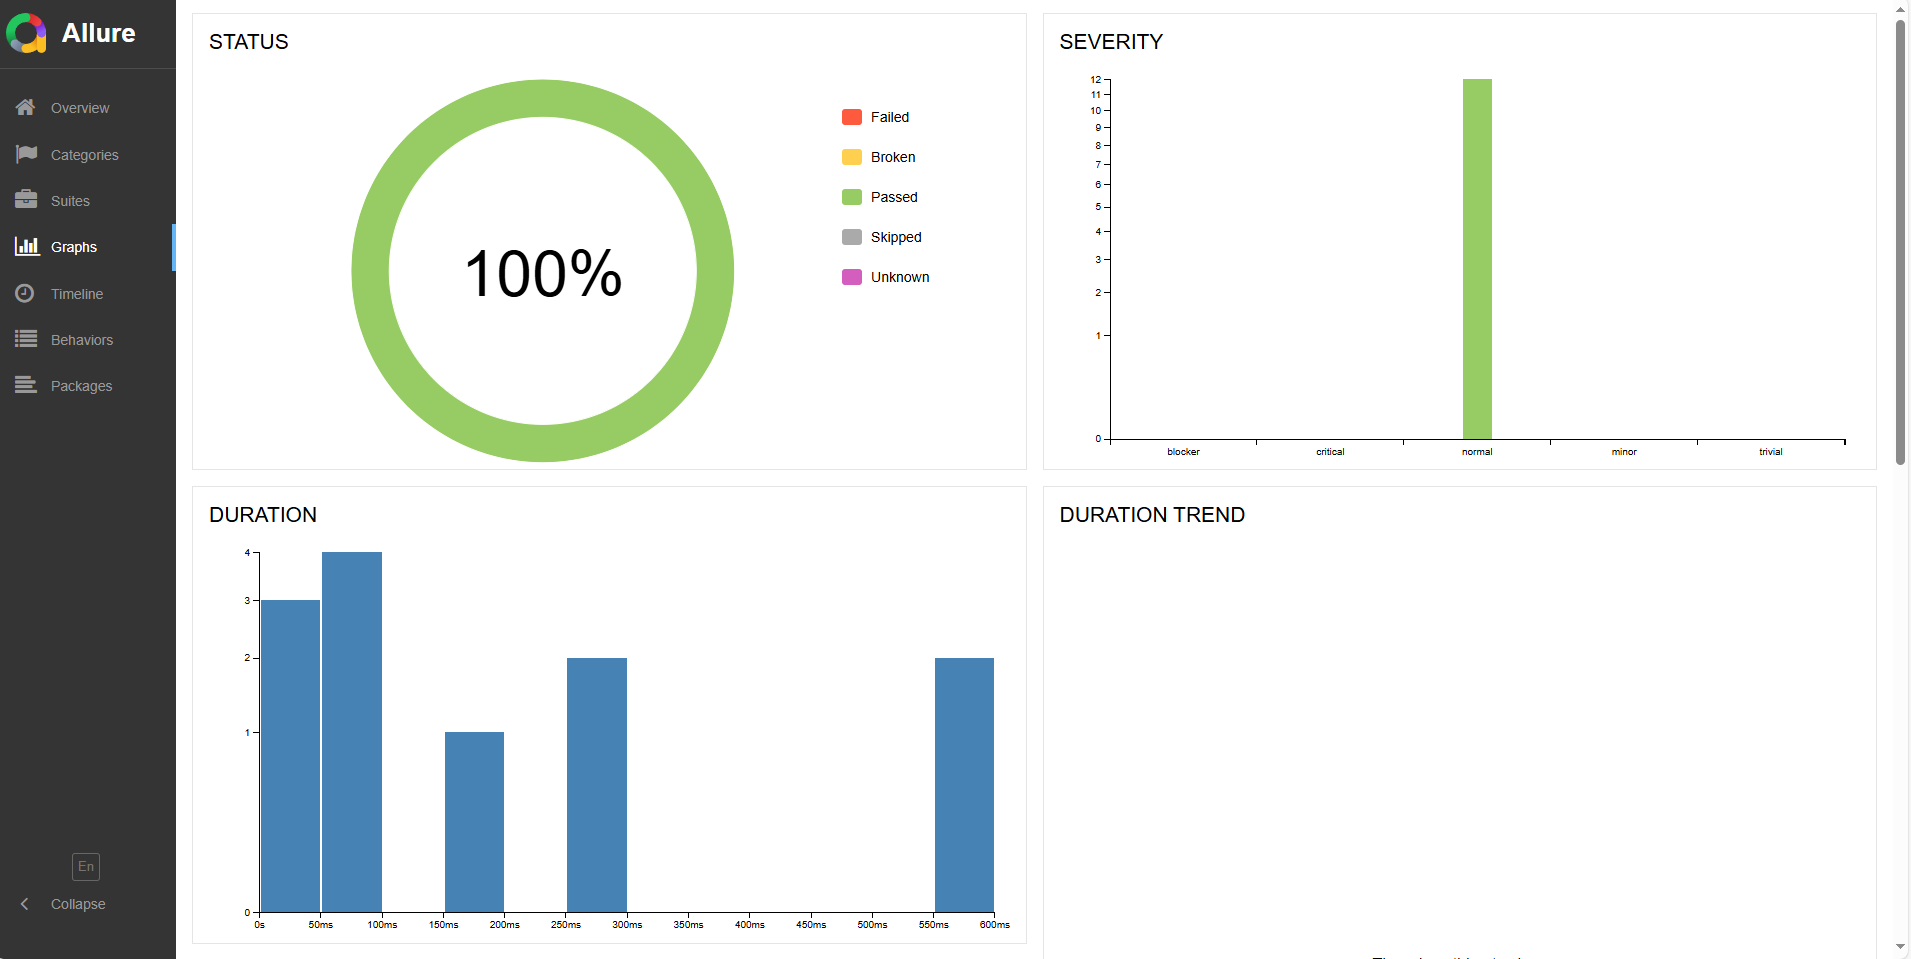 Allure
Overview
Categories
Suites
Graphs
Timeline
Behaviors
Packages
En
Collapse
STATUS
100%
Failed
Broken
Passed
Skipped
Unknown
SEVERITY
12
11
10
9
8
7
6
5
4
3
2
1
0
blocker critical normal minor trivial
DURATION
4
3
2
1
0
0s 50ms 100ms 150ms 200ms 250ms 300ms 350ms 400ms 450ms 500ms 550ms 600ms
DURATION TREND